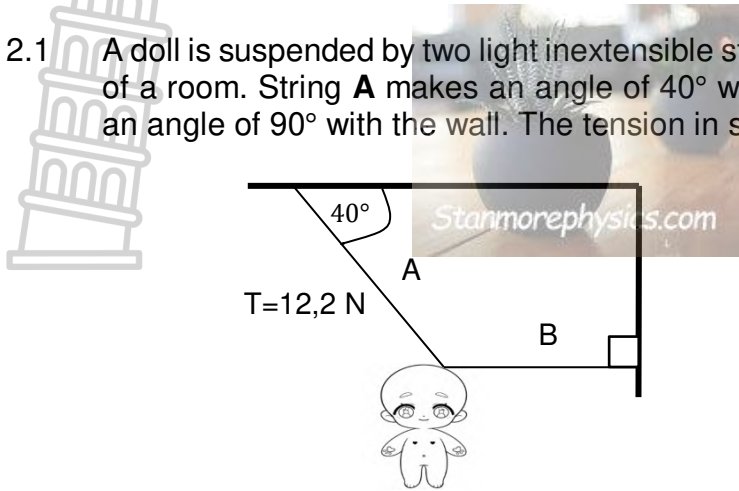 2.1 A doll is suspended by two light inextensible
of a room. String A makes an angle of 40° w
an angle of 90° with the wall. The tension in
40°
Stanmorephysics.com
A
T=12,2 N
B